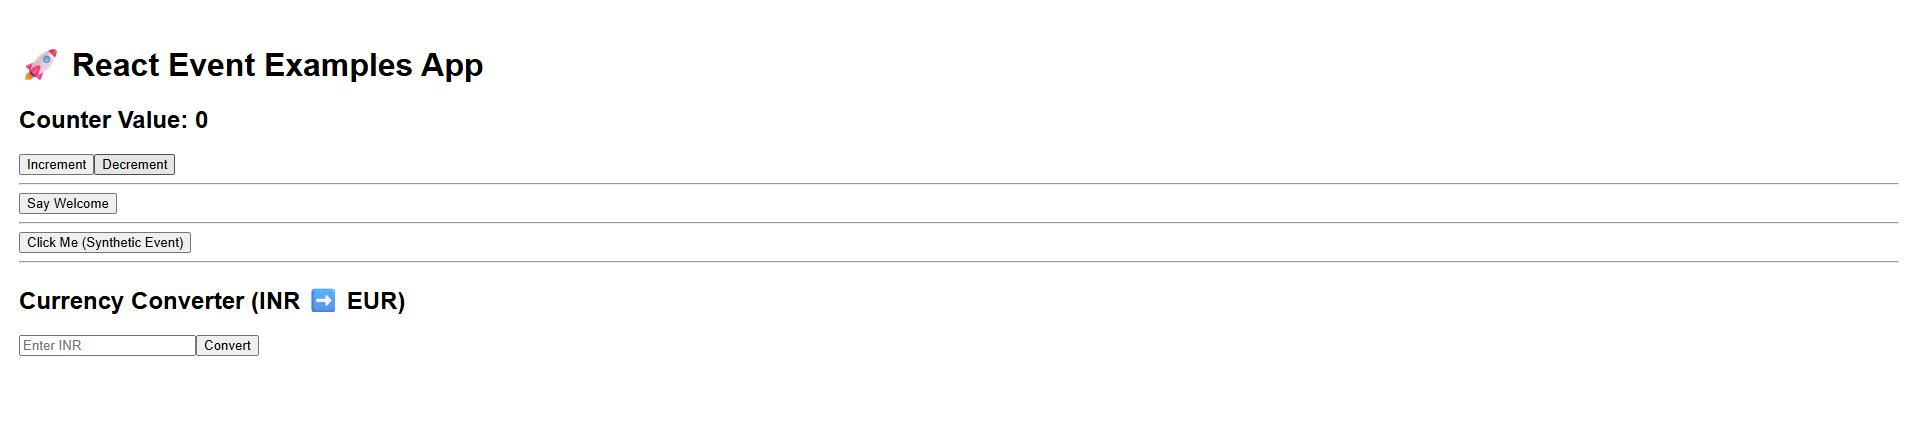 🚀 React Event Examples App
Counter Value: 0
Increment Decrement
Say Welcome
Click Me (Synthetic Event)
Currency Converter (INR ➡️ EUR)
Enter INR Convert